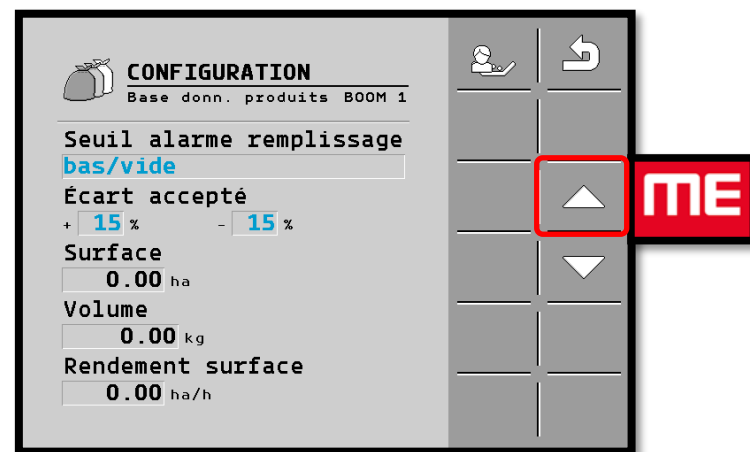 CONFIGURATION
Base donn. produits BOOM 1
Seuil alarme remplissage
bas/vide
Écart accepté
+ 15 % - 15 %
Surface
0.00 ha
Volume
0.00 kg
Rendement surface
0.00 ha/h
ME